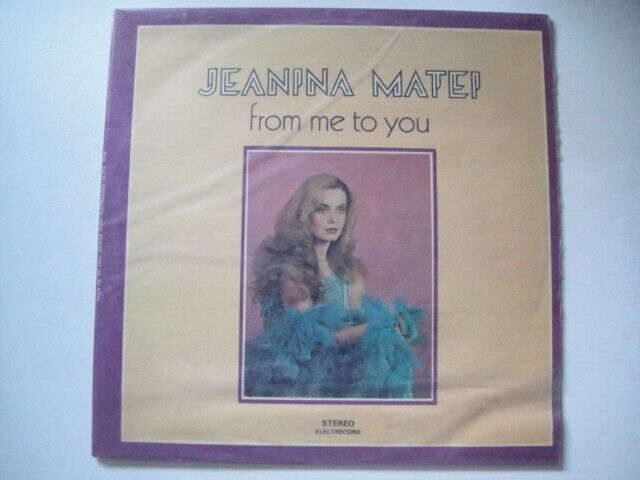 JEANINA MATEI
from me to you
STEREO
ELECTRECORD